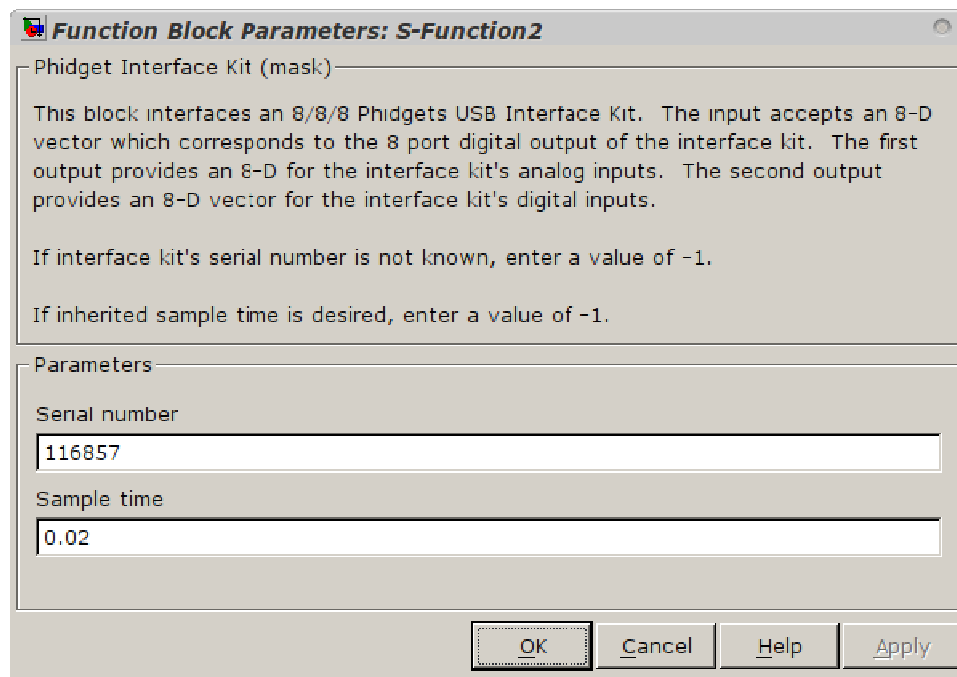 Function Block Parameters: S-Function2
Phidget Interface Kit (mask)
This block interfaces an 8/8/8 Phidgets USB Interface Kit.  The input accepts an 8-D
vector which corresponds to the 8 port digital output of the interface kit.  The first
output provides an 8-D for the interface kit's analog inputs.  The second output
provides an 8-D vector for the interface kit's digital inputs.
If interface kit's serial number is not known, enter a value of -1.
If inherited sample time is desired, enter a value of -1.
Parameters
Serial number
116857
Sample time
0.02
OK Cancel Help Apply